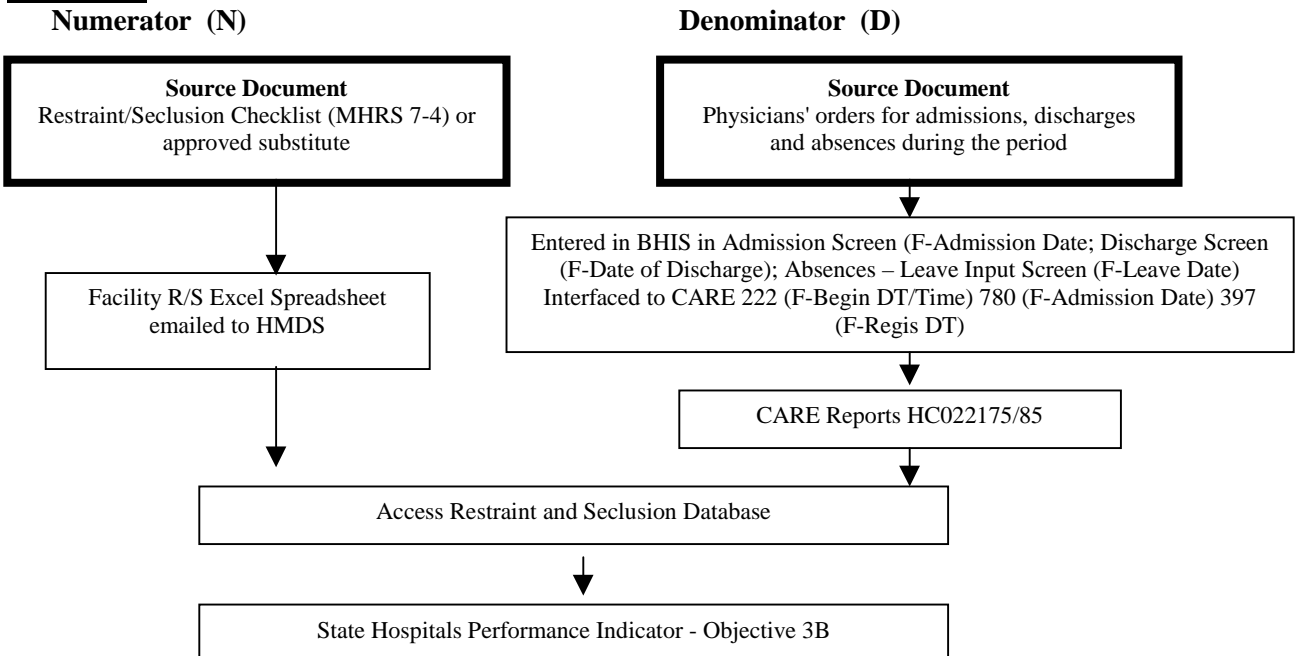 Numerator (N)
Denominator (D)
Source Document
Restraint/Seclusion Checklist (MHRS 7-4) or
approved substitute
Source Document
Physicians' orders for admissions, discharges
and absences during the period
Entered in BHIS in Admission Screen (F-Admission Date; Discharge Screen
(F-Date of Discharge); Absences – Leave Input Screen (F-Leave Date)
Interfaced to CARE 222 (F-Begin DT/Time) 780 (F-Admission Date) 397
(F-Regis DT)
Facility R/S Excel Spreadsheet
emailed to HMDS
CARE Reports HC022175/85
Access Restraint and Seclusion Database
State Hospitals Performance Indicator - Objective 3B